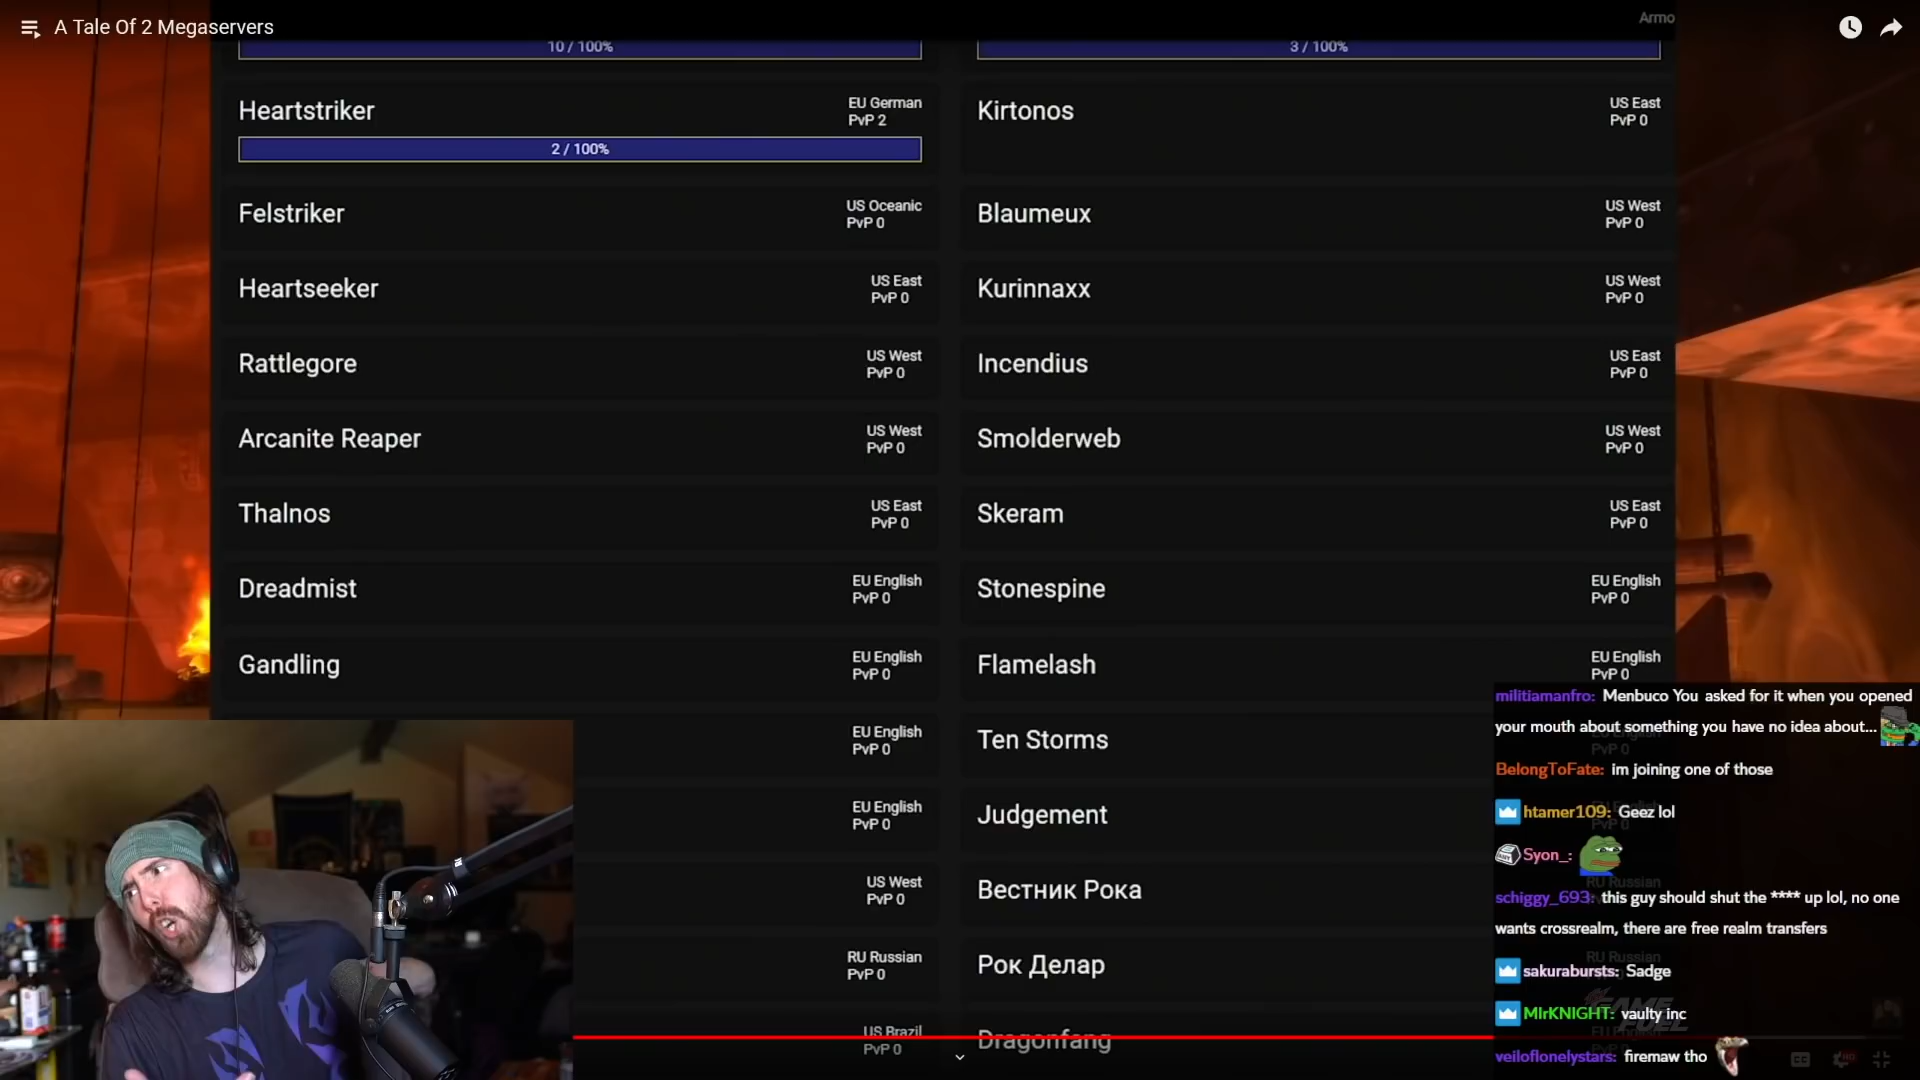 A Tale Of 2 Megaservers
Armo
10 / 100%
3 / 100%
Heartstriker
EU German
PvP 2
2 / 100%
Kirtonos
US East
PvP 0
Felstriker
US Oceanic
PvP 0
Blaumeux
US West
PvP 0
Heartseeker
US East
PvP 0
Kurinnaxx
US West
PvP 0
Rattlegore
US West
PvP 0
Incendius
US East
PvP 0
Arcanite Reaper
US West
PvP 0
Smolderweb
US West
PvP 0
Thalnos
US East
PvP 0
Skeram
US East
PvP 0
Dreadmist
EU English
PvP 0
Stonespine
EU English
PvP 0
Gandling
EU English
PvP 0
Flamelash
EU English
PvP 0
EU English
PvP 0
Ten Storms
EU English
PvP 0
Judgement
US West
PvP 0
Вестник Рока
RU Russian
PvP 0
Рок Делар
US Brazil
PvP 0
Dragonfang
militiamanfro: Menbuco You asked for it when you opened
your mouth about something you have no idea about...
BelongToFate: im joining one of those
htamer109: Geez lol
Syon_:
schiggy_693: this guy should shut the **** up lol, no one
wants crossrealm, there are free realm transfers
sakurabursts: Sadge
MIrKNIGHT: vaulty inc
veiloflonelystars: firemaw tho
GAME
FUEL
CC
HD